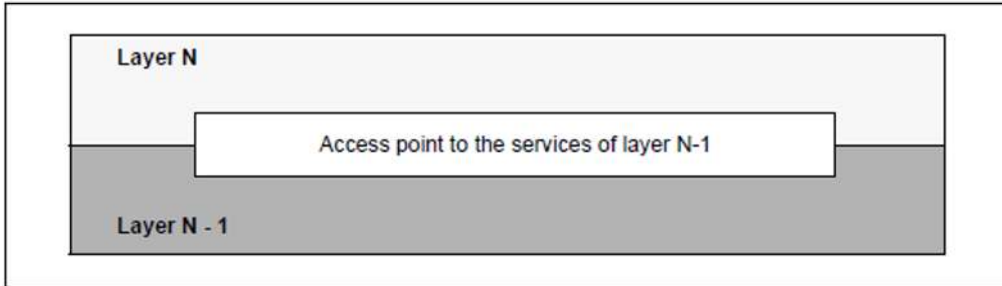 Layer N
Access point to the services of layer N-1
Layer N - 1